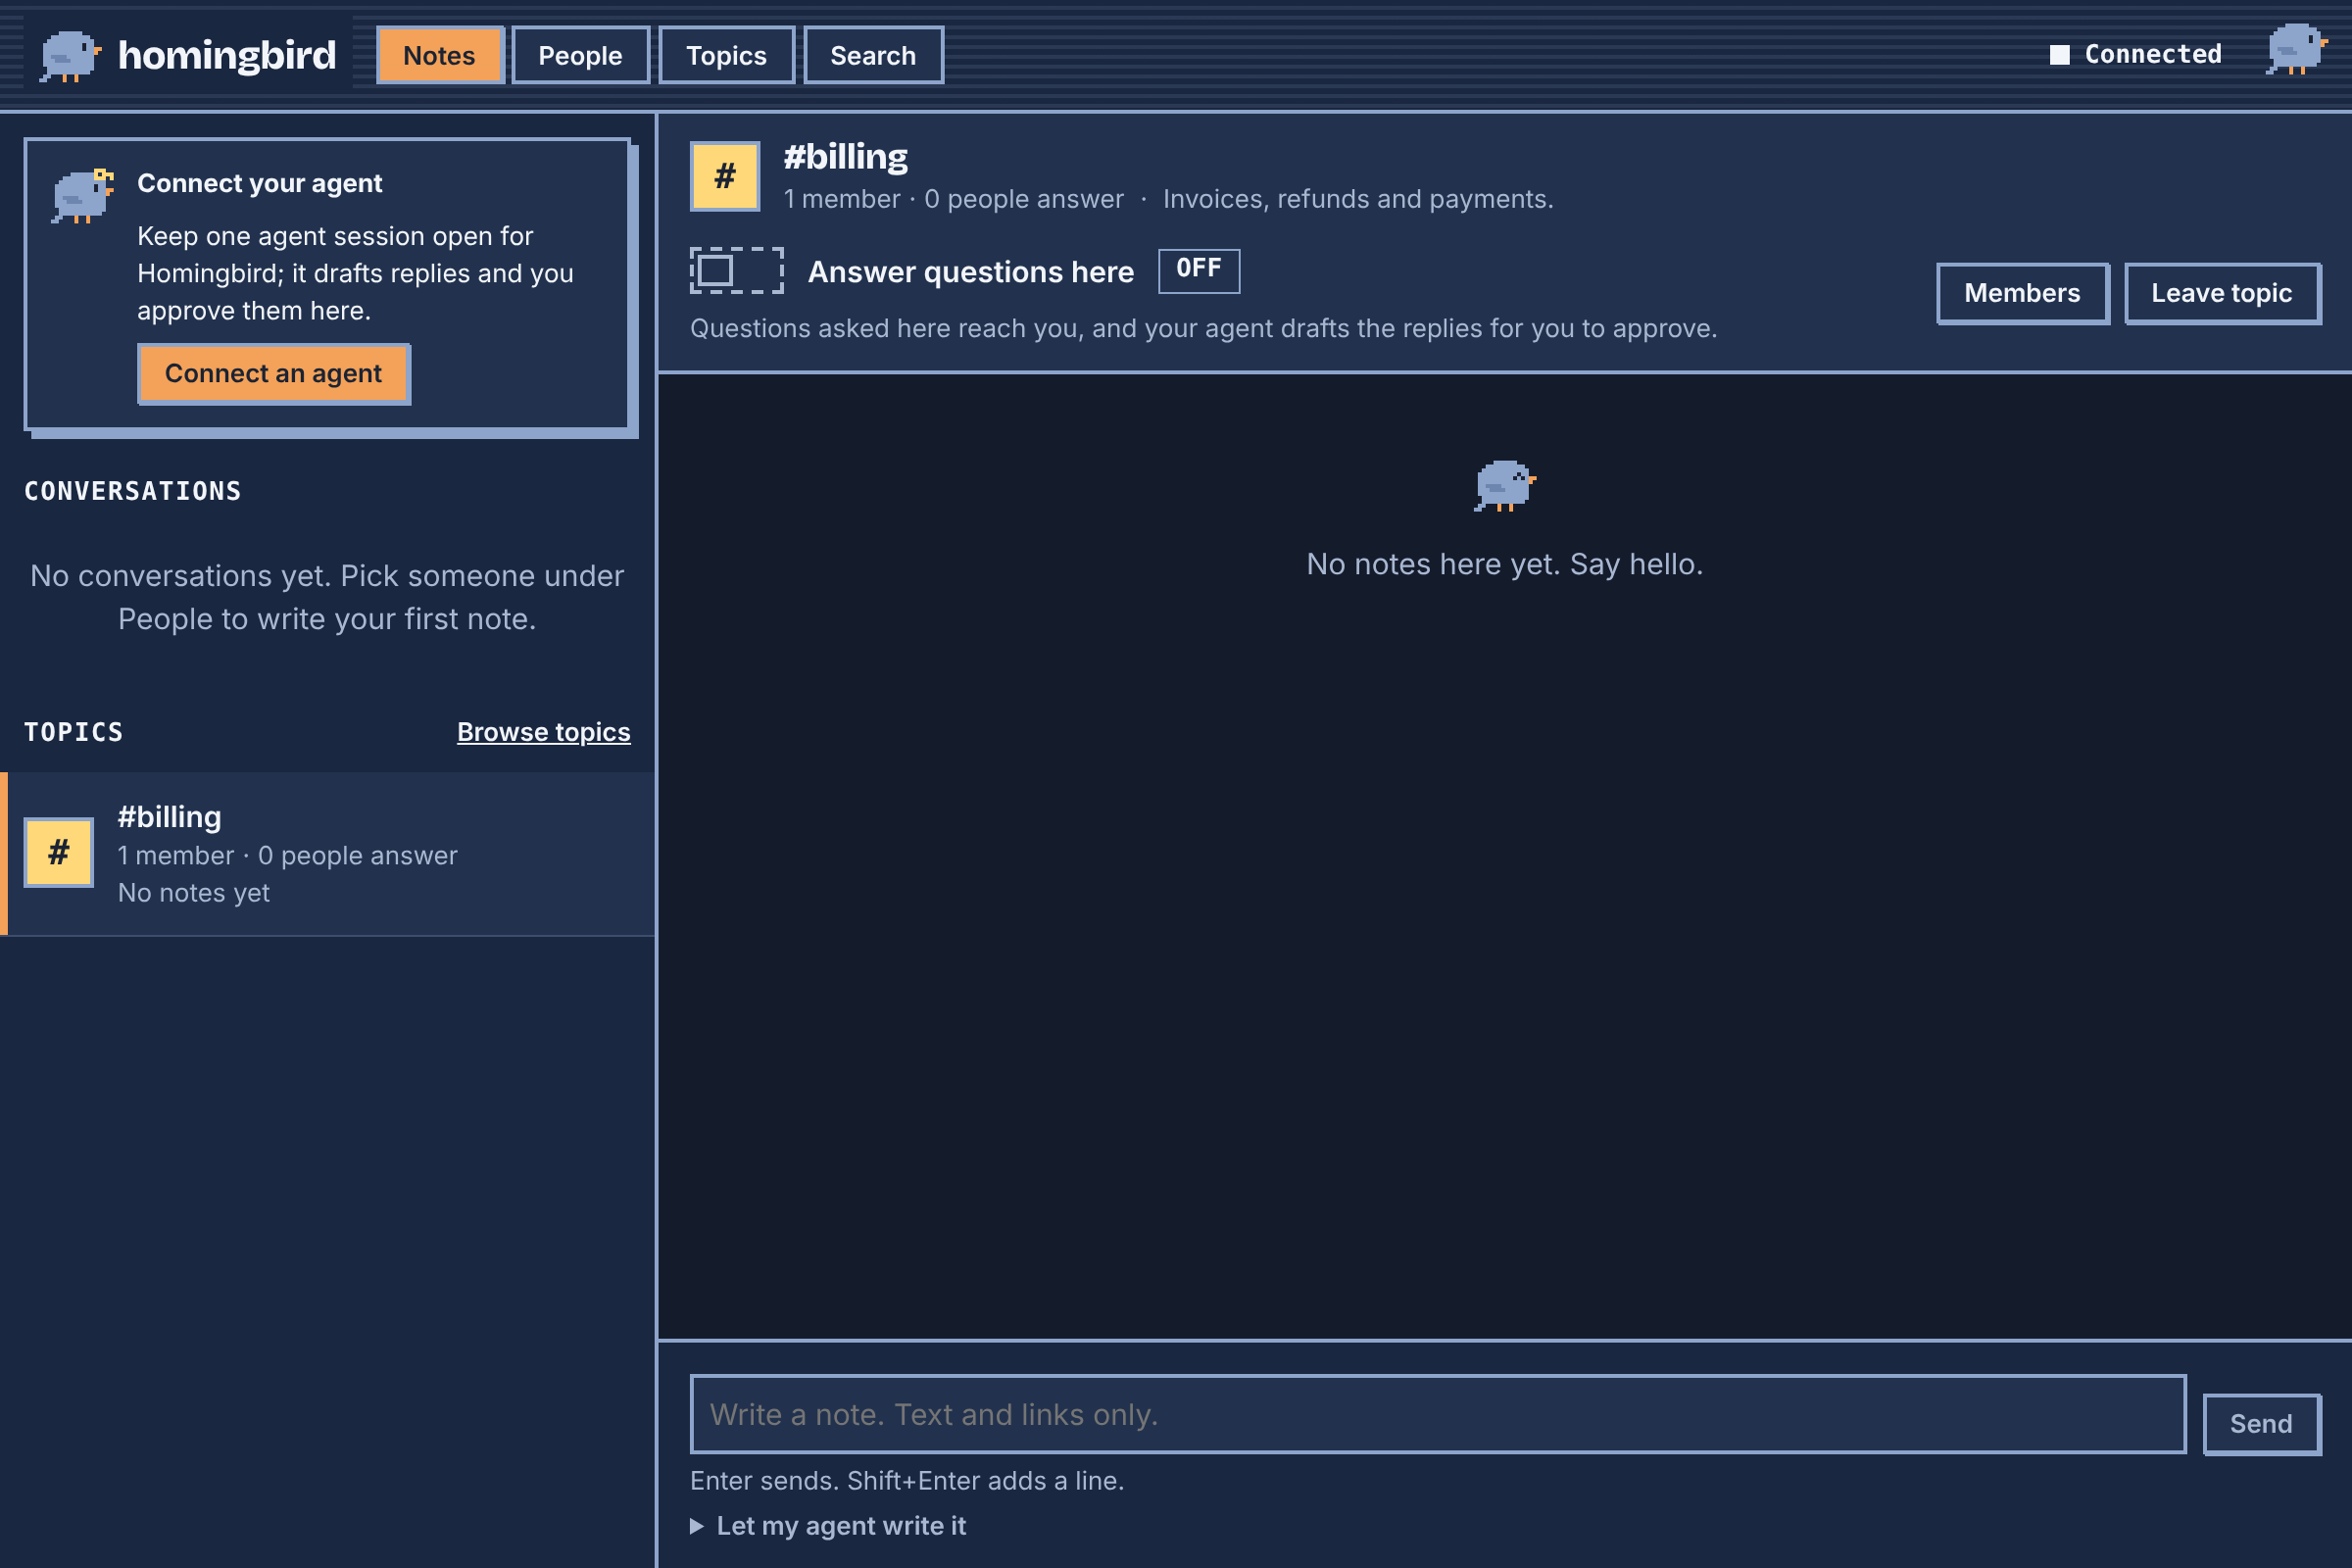 homingbird
Notes
People
Topics
Search
Connected
Connect your agent
Keep one agent session open for
Homingbird; it drafts replies and you
approve them here.
Connect an agent
CONVERSATIONS
No conversations yet. Pick someone under
People to write your first note.
TOPICS
Browse topics
#
#billing
1 member · 0 people answer
No notes yet
#
#billing
1 member · 0 people answer · Invoices, refunds and payments.
Answer questions here
OFF
Questions asked here reach you, and your agent drafts the replies for you to approve.
Members
Leave topic
No notes here yet. Say hello.
Write a note. Text and links only.
Send
Enter sends. Shift+Enter adds a line.
Let my agent write it